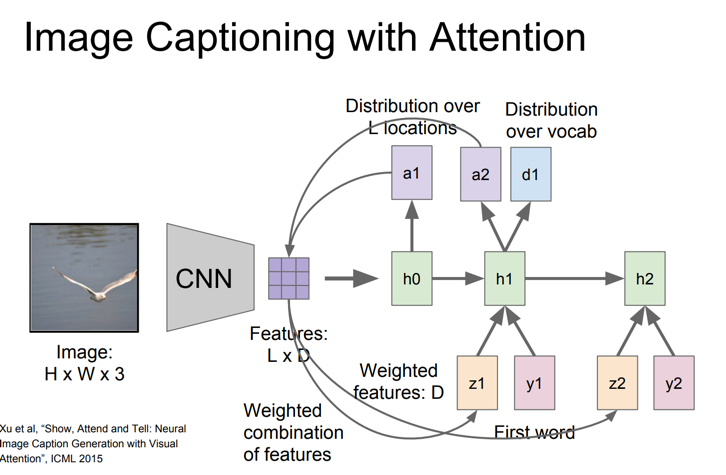 Image Captioning with Attention
Distribution over
L locations
Distribution
over vocab
a1
a2
d1
CNN
h0
h1
h2
Features:
L x D
Image:
H x W x 3
Weighted
features: D
z1
y1
z2
y2
Weighted
combination
of features
First word
Xu et al, “Show, Attend and Tell: Neural
Image Caption Generation with Visual
Attention”, ICML 2015